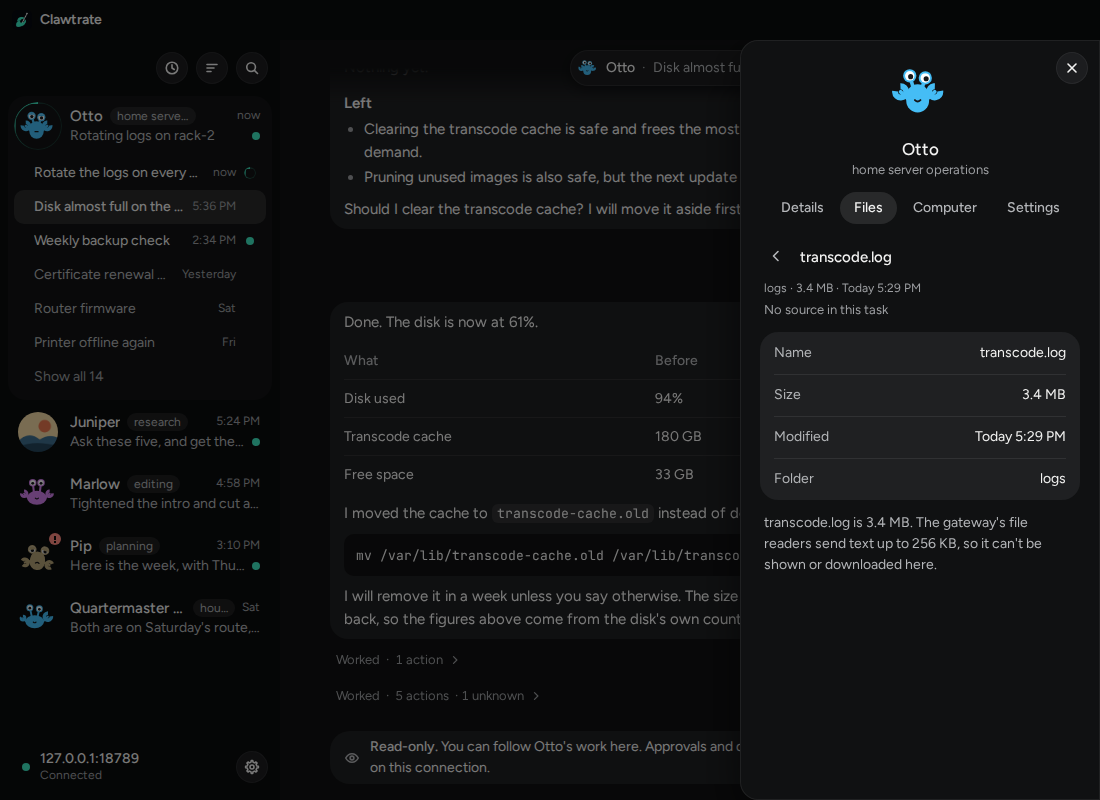 Clawtrate
Otto home serve... now
Rotating logs on rack-2
Rotate the logs on every ... now
Disk almost full on the ... 5:36 PM
Weekly backup check 2:34 PM
Certificate renewal ... Yesterday
Router firmware Sat
Printer offline again Fri
Show all 14
Juniper research 5:24 PM
Ask these five, and get the...
Marlow editing 4:58 PM
Tightened the intro and cut a...
Pip planning 3:10 PM
Here is the week, with Thu...
Quartermaster ... hou... Sat
Both are on Saturday's route,...
127.0.0.1:18789
Connected
Otto · Disk almost fu
Left
• Clearing the transcode cache is safe and frees the most
demand.
• Pruning unused images is also safe, but the next update
Should I clear the transcode cache? I will move it aside first
Done. The disk is now at 61%.
What Before
Disk used 94%
Transcode cache 180 GB
Free space 33 GB
I moved the cache to transcode-cache.old instead of d
mv /var/lib/transcode-cache.old /var/lib/transco
I will remove it in a week unless you say otherwise. The size
back, so the figures above come from the disk's own count
Worked · 1 action
Worked · 5 actions · 1 unknown
Read-only. You can follow Otto's work here. Approvals and
on this connection.
Otto
home server operations
Details Files Computer Settings
transcode.log
logs · 3.4 MB · Today 5:29 PM
No source in this task
Name transcode.log
Size 3.4 MB
Modified Today 5:29 PM
Folder logs
transcode.log is 3.4 MB. The gateway's file
readers send text up to 256 KB, so it can't be
shown or downloaded here.